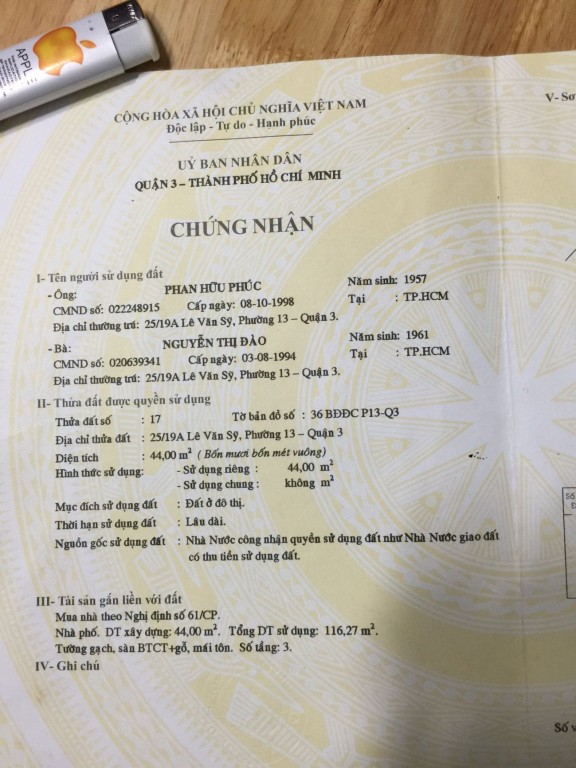 APPLE
CỘNG HÒA XÃ HỘI CHỦ NGHĨA VIỆT NAM
Độc lập - Tự do - Hạnh phúc
V- Sơ
UỶ BAN NHÂN DÂN
QUẬN 3 – THÀNH PHỐ HỒ CHÍ MINH
CHỨNG NHẬN
I- Tên người sử dụng đất
- Ông: PHAN HỮU PHÚC Năm sinh: 1957
CMND số: 022248915 Cấp ngày: 08-10-1998 Tại : TP.HCM
Địa chỉ thường trú: 25/19A Lê Văn Sỹ, Phường 13 – Quận 3.
- Bà: NGUYỄN THỊ ĐÀO Năm sinh: 1961
CMND số: 020639341 Cấp ngày: 03-08-1994 Tại : TP.HCM
Địa chỉ thường trú: 25/19A Lê Văn Sỹ, Phường 13 – Quận 3.
II- Thửa đất được quyền sử dụng
Thửa đất số : 17 Tờ bản đồ số : 36 BĐĐC P13-Q3
Địa chỉ thửa đất : 25/19A Lê Văn Sỹ, Phường 13 – Quận 3
Diện tích : 44,00 m² ( Bốn mươi bốn mét vuông)
Hình thức sử dụng: - Sử dụng riêng : 44,00 m²
- Sử dụng chung : không m²
Mục đích sử dụng đất : Đất ở đô thị.
Thời hạn sử dụng đất : Lâu dài.
Nguồn gốc sử dụng đất : Nhà Nước công nhận quyền sử dụng đất như Nhà Nước giao đất
có thu tiền sử dụng đất.
III- Tài sản gắn liền với đất
Mua nhà theo Nghị định số 61/CP.
Nhà phố. DT xây dựng: 44,00 m². Tổng DT sử dụng: 116,27 m².
Tường gạch, sàn BTCT+gỗ, mái tôn. Số tầng: 3.
IV- Ghi chú
Số
Số v